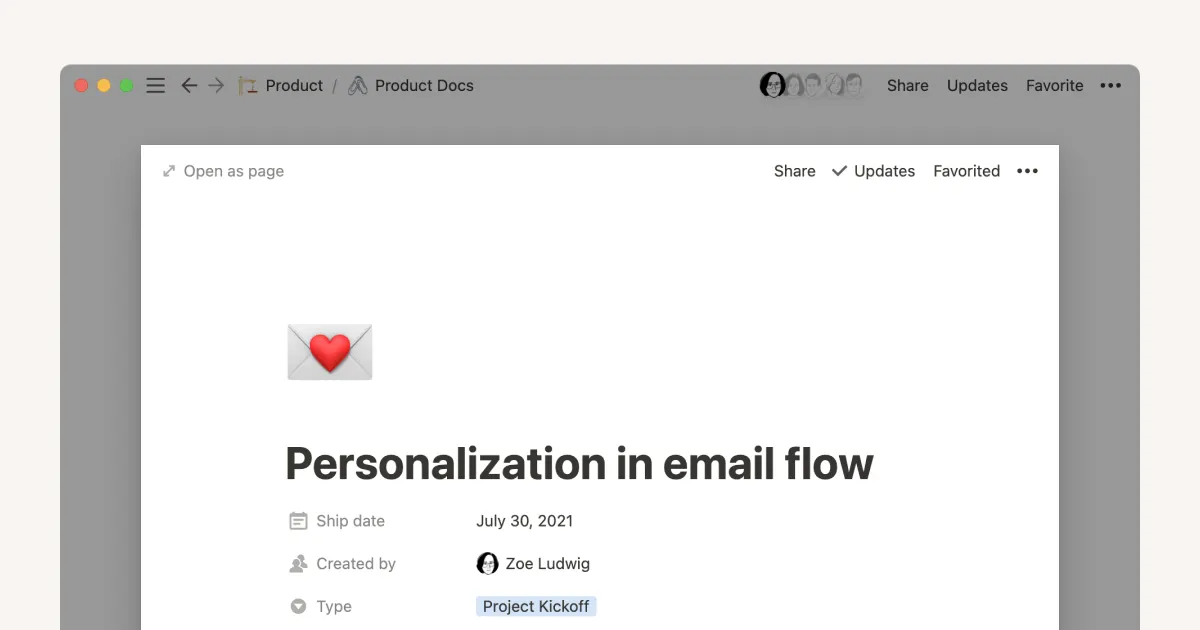 Product / Product Docs Share Updates Favorite
Open as page Share Updates Favorited
Personalization in email flow
Ship date July 30, 2021
Created by Zoe Ludwig
Type Project Kickoff